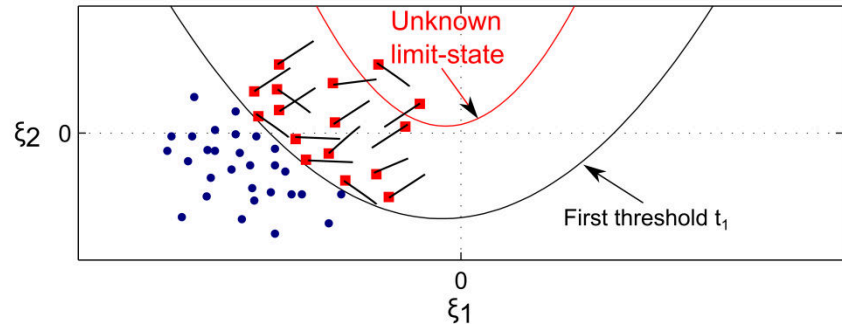 Unknown
limit-state
ξ2 0
First threshold t₁
0
ξ1